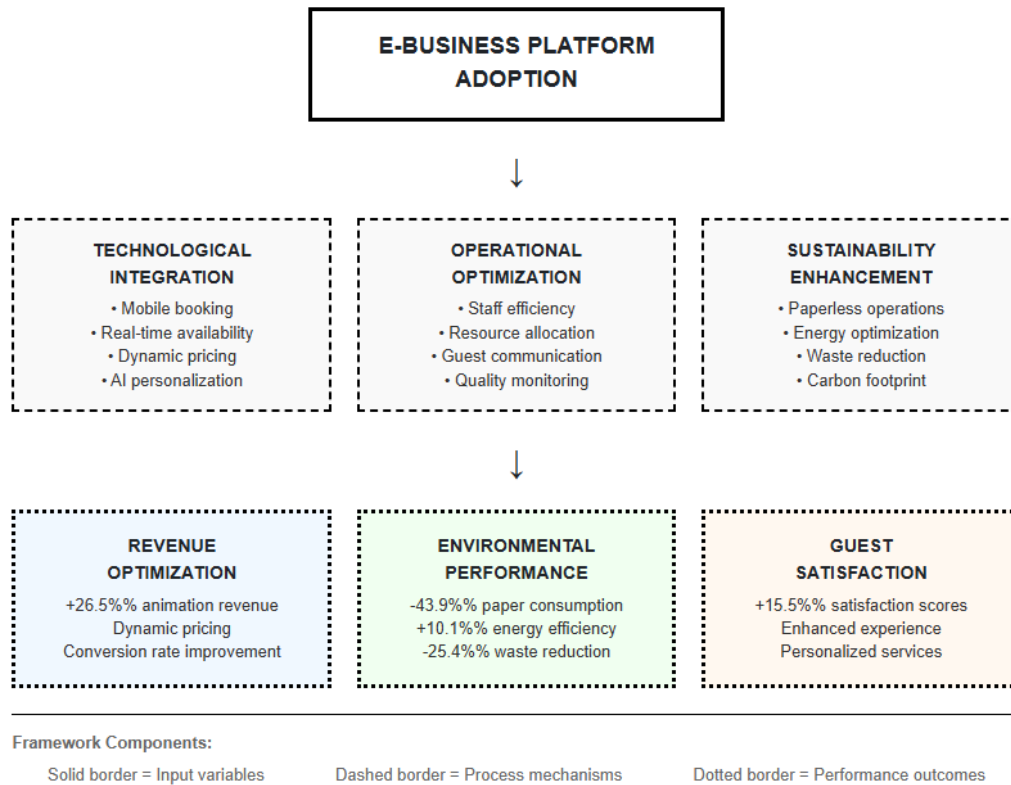 E-BUSINESS PLATFORM
ADOPTION
↓
TECHNOLOGICAL
INTEGRATION
• Mobile booking
• Real-time availability
• Dynamic pricing
• AI personalization
OPERATIONAL
OPTIMIZATION
• Staff efficiency
• Resource allocation
• Guest communication
• Quality monitoring
SUSTAINABILITY
ENHANCEMENT
• Paperless operations
• Energy optimization
• Waste reduction
• Carbon footprint
↓
REVENUE
OPTIMIZATION
+26.5%% animation revenue
Dynamic pricing
Conversion rate improvement
ENVIRONMENTAL
PERFORMANCE
-43.9%% paper consumption
+10.1%% energy efficiency
-25.4%% waste reduction
GUEST
SATISFACTION
+15.5%% satisfaction scores
Enhanced experience
Personalized services
Framework Components:
Solid border = Input variables
Dashed border = Process mechanisms
Dotted border = Performance outcomes